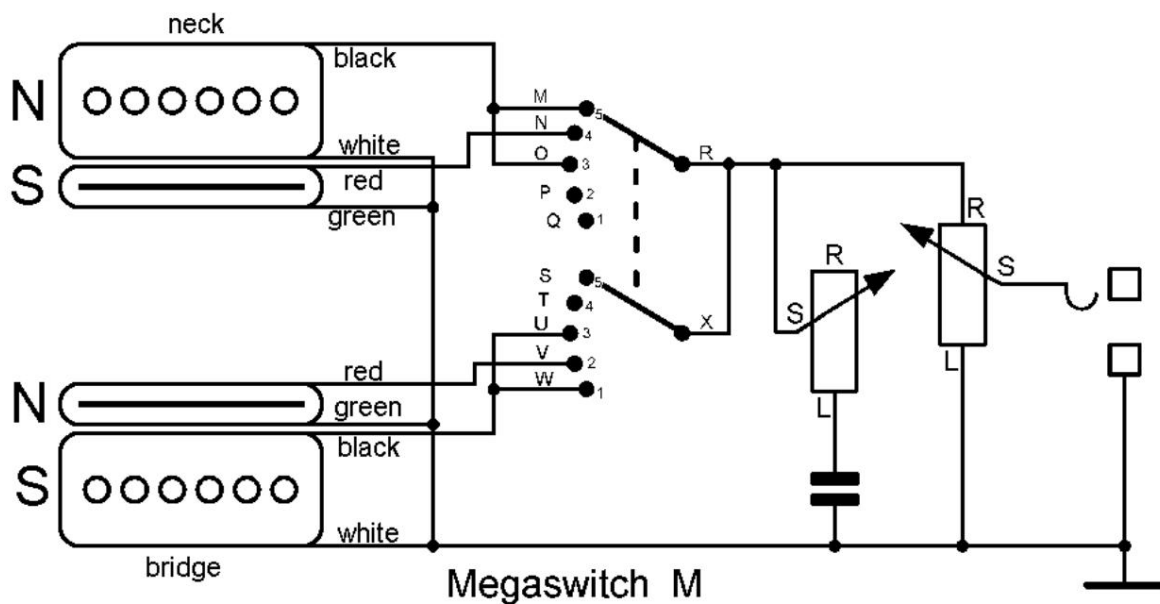 neck
black
N
M
5
N
4
white
O
3
R
S
red
P
2
green
Q
1
R
R
S
5
S
T
4
S
U
3
X
L
V
2
red
W
1
N
green
L
black
S
white
bridge
Megaswitch M